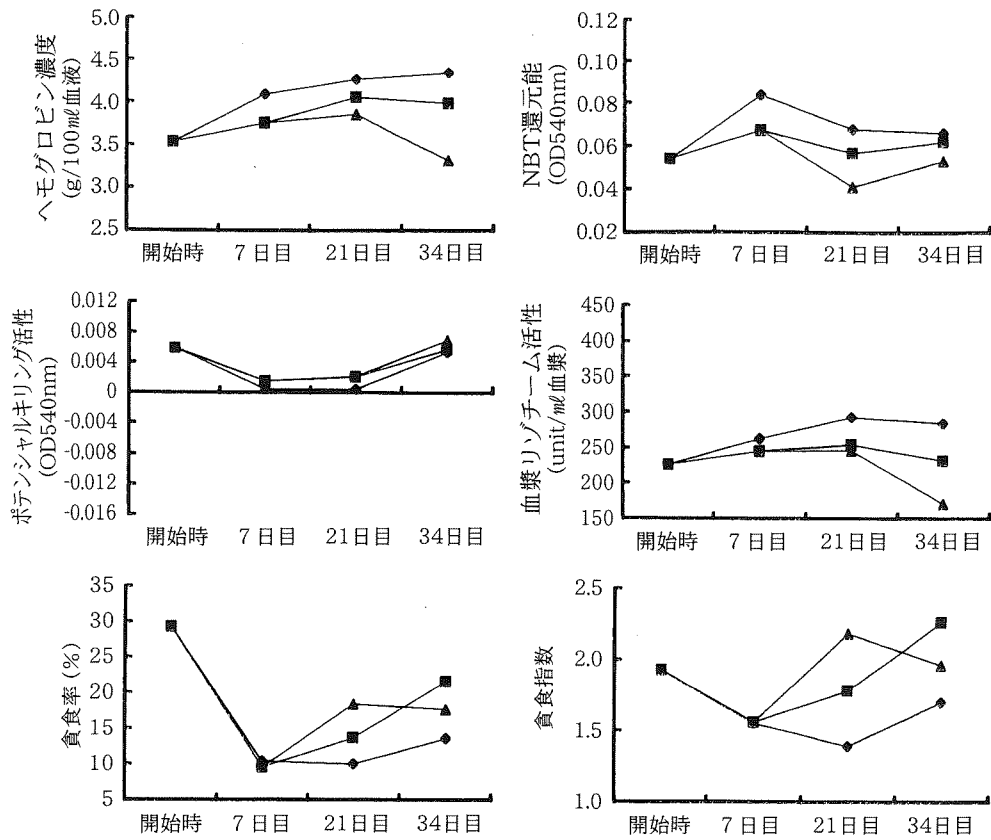 ヘモグロビン濃度
(g/100㎖血液)
5.0
4.5
4.0
3.5
3.0
2.5
開始時 7日目 21日目 34日目
NBT還元能
(OD540nm)
0.12
0.10
0.08
0.06
0.04
0.02
開始時 7日目 21日目 34日目
ポテンシャルキリング活性
(OD540nm)
0.012
0.008
0.004
0
-0.004
-0.008
-0.012
-0.016
開始時 7日目 21日目 34日目
血漿リゾチーム活性
(unit/㎖血漿)
450
400
350
300
250
200
150
開始時 7日目 21日目 34日目
貪食率(%)
35
30
25
20
15
10
5
開始時 7日目 21日目 34日目
貪食指数
2.5
2.0
1.5
1.0
開始時 7日目 21日目 34日目